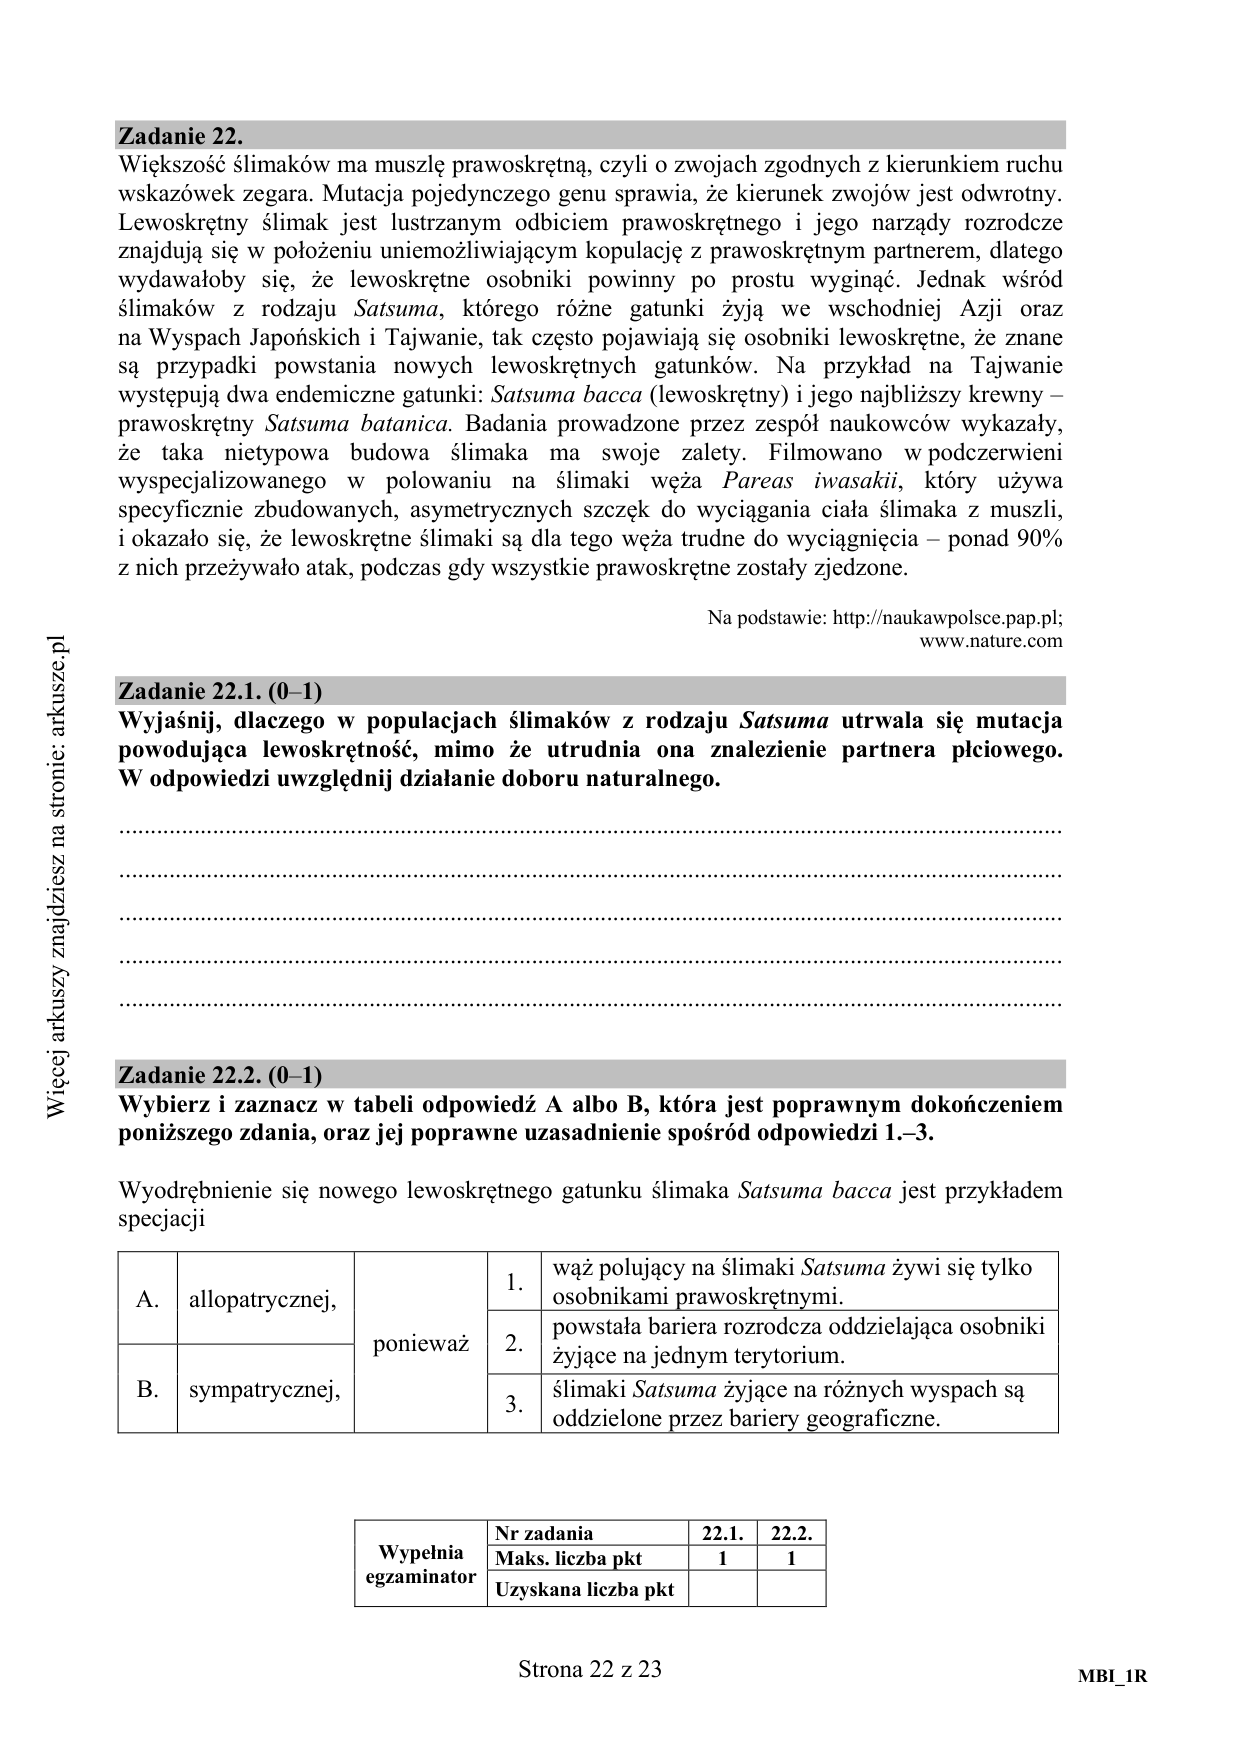 Zadanie 22.
Większość ślimaków ma muszlę prawoskrętną, czyli o zwojach zgodnych z kierunkiem ruchu
wskazówek zegara. Mutacja pojedynczego genu sprawia, że kierunek zwojów jest odwrotny.
Lewoskrętny ślimak jest lustrzanym odbiciem prawoskrętnego i jego narządy rozrodcze
znajdują się w położeniu uniemożliwiającym kopulację z prawoskrętnym partnerem, dlatego
wydawałoby się, że lewoskrętne osobniki powinny po prostu wyginąć. Jednak wśród
ślimaków z rodzaju Satsuma, którego różne gatunki żyją we wschodniej Azji oraz
na Wyspach Japońskich i Tajwanie, tak często pojawiają się osobniki lewoskrętne, że znane
są przypadki powstania nowych lewoskrętnych gatunków. Na przykład na Tajwanie
występują dwa endemiczne gatunki: Satsuma bacca (lewoskrętny) i jego najbliższy krewny –
prawoskrętny Satsuma batanica. Badania prowadzone przez zespół naukowców wykazały,
że taka nietypowa budowa ślimaka ma swoje zalety. Filmowano w podczerwieni
wyspecjalizowanego w polowaniu na ślimaki węża Pareas iwasakii, który używa
specyficznie zbudowanych, asymetrycznych szczęk do wyciągania ciała ślimaka z muszli,
i okazało się, że lewoskrętne ślimaki są dla tego węża trudne do wyciągnięcia – ponad 90%
z nich przeżywało atak, podczas gdy wszystkie prawoskrętne zostały zjedzone.
Na podstawie: http://naukawpolsce.pap.pl;
www.nature.com
Zadanie 22.1. (0–1)
Wyjaśnij, dlaczego w populacjach ślimaków z rodzaju Satsuma utrwala się mutacja
powodująca lewoskrętność, mimo że utrudnia ona znalezienie partnera płciowego.
W odpowiedzi uwzględnij działanie doboru naturalnego.
Zadanie 22.2. (0–1)
Wybierz i zaznacz w tabeli odpowiedź A albo B, która jest poprawnym dokończeniem
poniższego zdania, oraz jej poprawne uzasadnienie spośród odpowiedzi 1.–3.
Wyodrębnienie się nowego lewoskrętnego gatunku ślimaka Satsuma bacca jest przykładem
specjacji
A. allopatrycznej,
B. sympatrycznej,
ponieważ
1. wąż polujący na ślimaki Satsuma żywi się tylko
osobnikami prawoskrętnymi.
2. powstała bariera rozrodcza oddzielająca osobniki
żyjące na jednym terytorium.
3. ślimaki Satsuma żyjące na różnych wyspach są
oddzielone przez bariery geograficzne.
Wypełnia
egzaminator
Nr zadania 22.1. 22.2.
Maks. liczba pkt 1 1
Uzyskana liczba pkt
Strona 22 z 23
MBI_1R
Więcej arkuszy znajdziesz na stronie: arkusze.pl